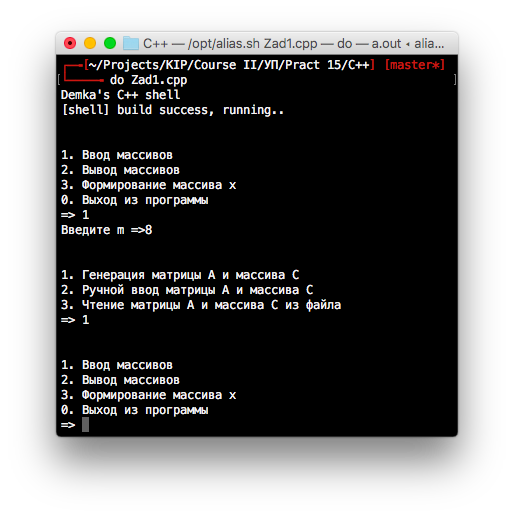 C++ — /opt/alias.sh Zad1.cpp — do — a.out ◂ alia...
[~/Projects/KIP/Course II/УП/Pract 15/C++] [master*]
do Zad1.cpp
Demka's C++ shell
[shell] build success, running..
1. Ввод массивов
2. Вывод массивов
3. Формирование массива x
0. Выход из программы
=> 1
Введите m =>8
1. Генерация матрицы A и массива C
2. Ручной ввод матрицы A и массива C
3. Чтение матрицы A и массива C из файла
=> 1
1. Ввод массивов
2. Вывод массивов
3. Формирование массива x
0. Выход из программы
=>